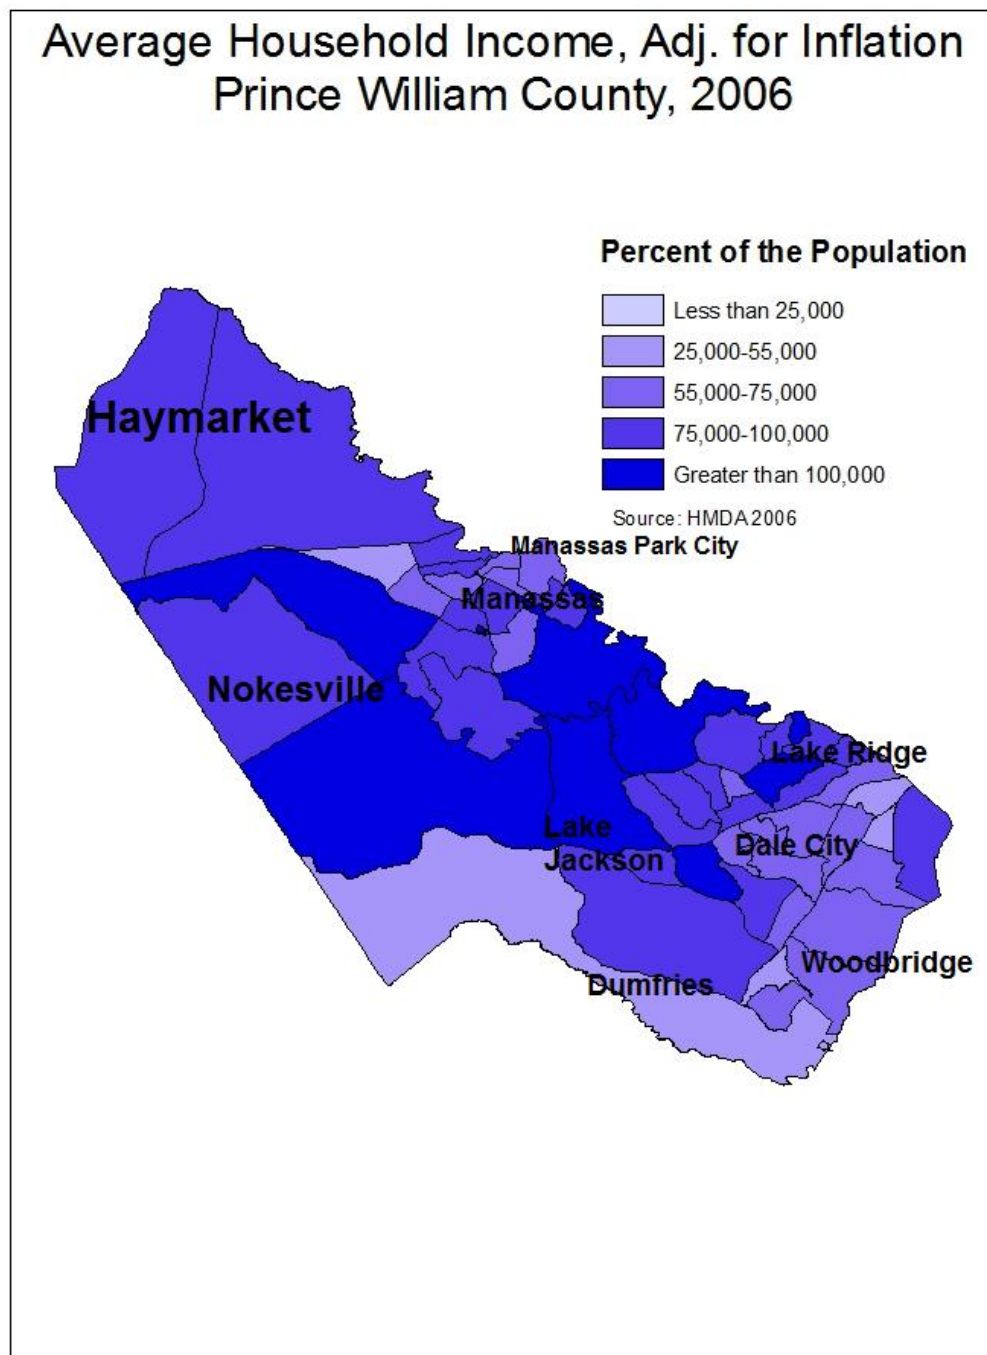 Average Household Income, Adj. for Inflation
Prince William County, 2006
Percent of the Population
Less than 25,000
25,000-55,000
55,000-75,000
75,000-100,000
Greater than 100,000
Source: HMDA 2006
Haymarket
Manassas Park City
Manassas
Nokesville
Lake Ridge
Lake
Jackson
Dale City
Woodbridge
Dumfries